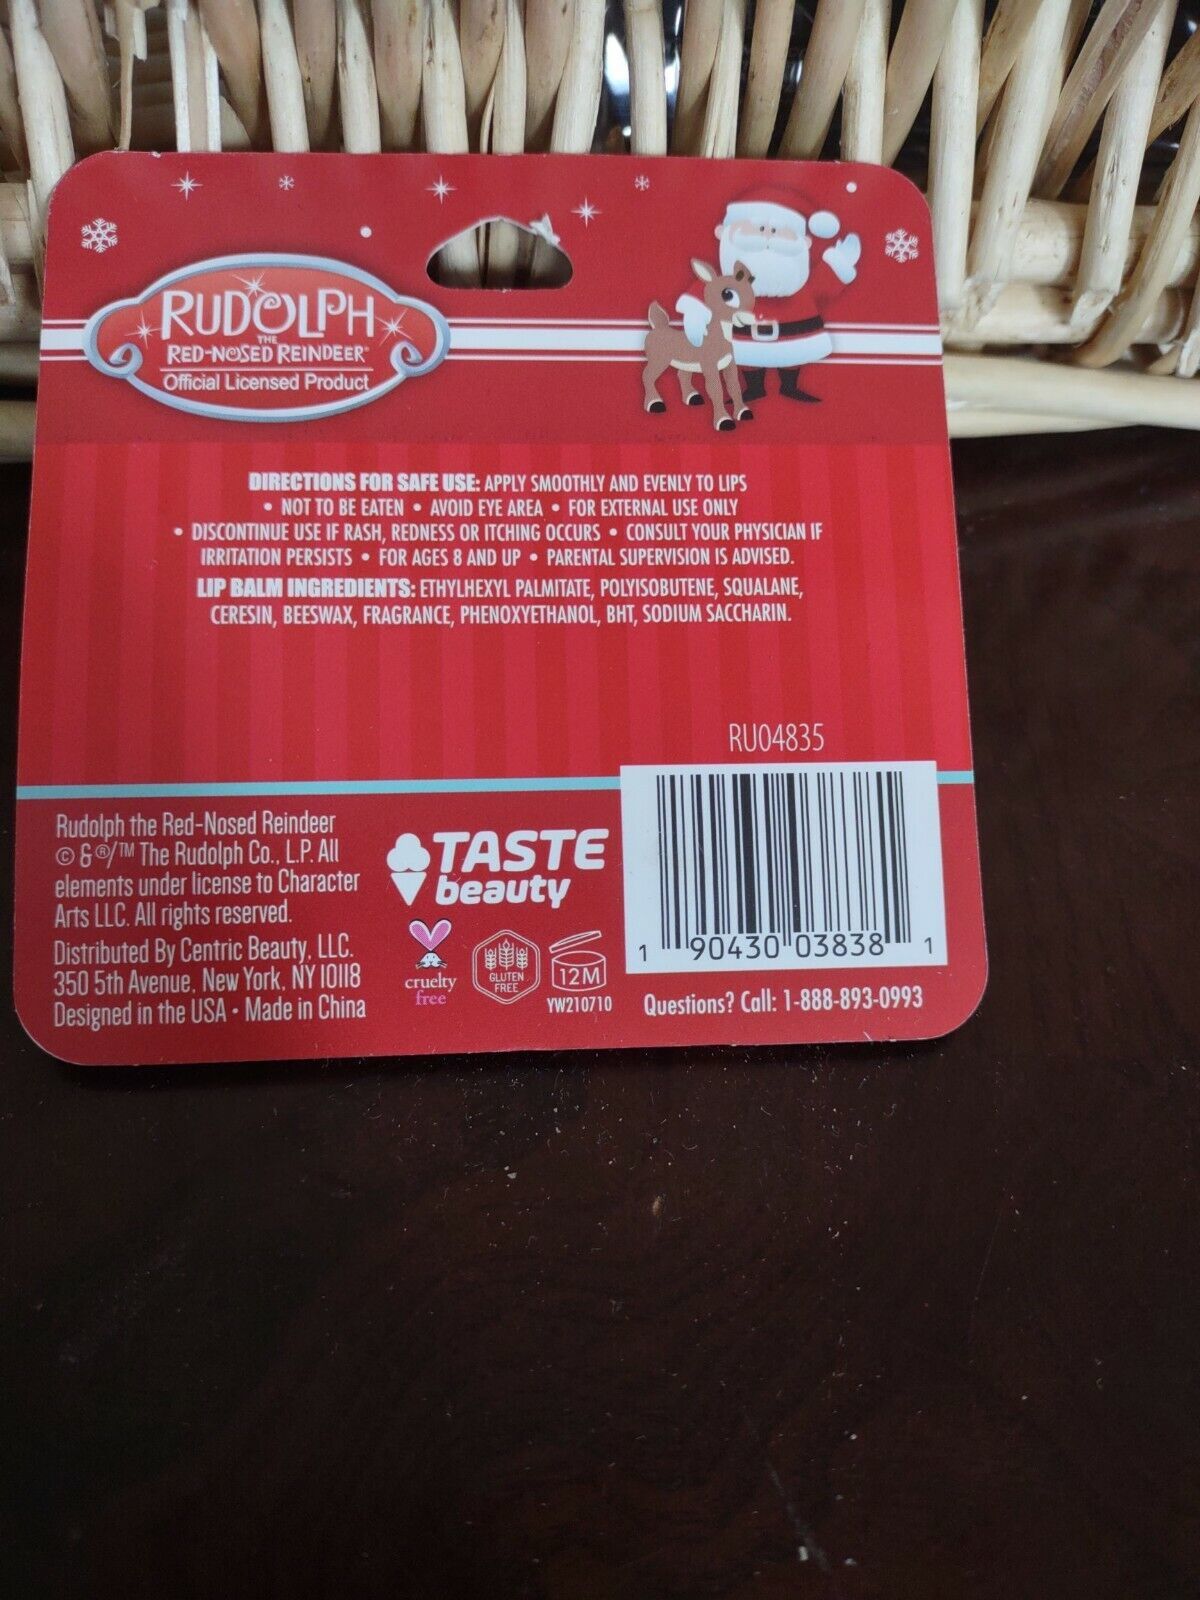 RUDOLPH
THE
RED-NOSED REINDEER®
Official Licensed Product
DIRECTIONS FOR SAFE USE: APPLY SMOOTHLY AND EVENLY TO LIPS
• NOT TO BE EATEN • AVOID EYE AREA • FOR EXTERNAL USE ONLY
• DISCONTINUE USE IF RASH, REDNESS OR ITCHING OCCURS • CONSULT YOUR PHYSICIAN IF
IRRITATION PERSISTS • FOR AGES 8 AND UP • PARENTAL SUPERVISION IS ADVISED.
LIP BALM INGREDIENTS: ETHYLHEXYL PALMITATE, POLYISOBUTENE, SQUALANE,
CERESIN, BEESWAX, FRAGRANCE, PHENOXYETHANOL, BHT, SODIUM SACCHARIN.
RU04835
Rudolph the Red-Nosed Reindeer
© & ®/™ The Rudolph Co., L.P. All
elements under license to Character
Arts LLC. All rights reserved.
Distributed By Centric Beauty, LLC.
350 5th Avenue, New York, NY 10118
Designed in the USA • Made in China
TASTE
beauty
cruelty
free
GLUTEN
FREE
12M
YW210710
1 90430 03838 1
Questions? Call: 1-888-893-0993